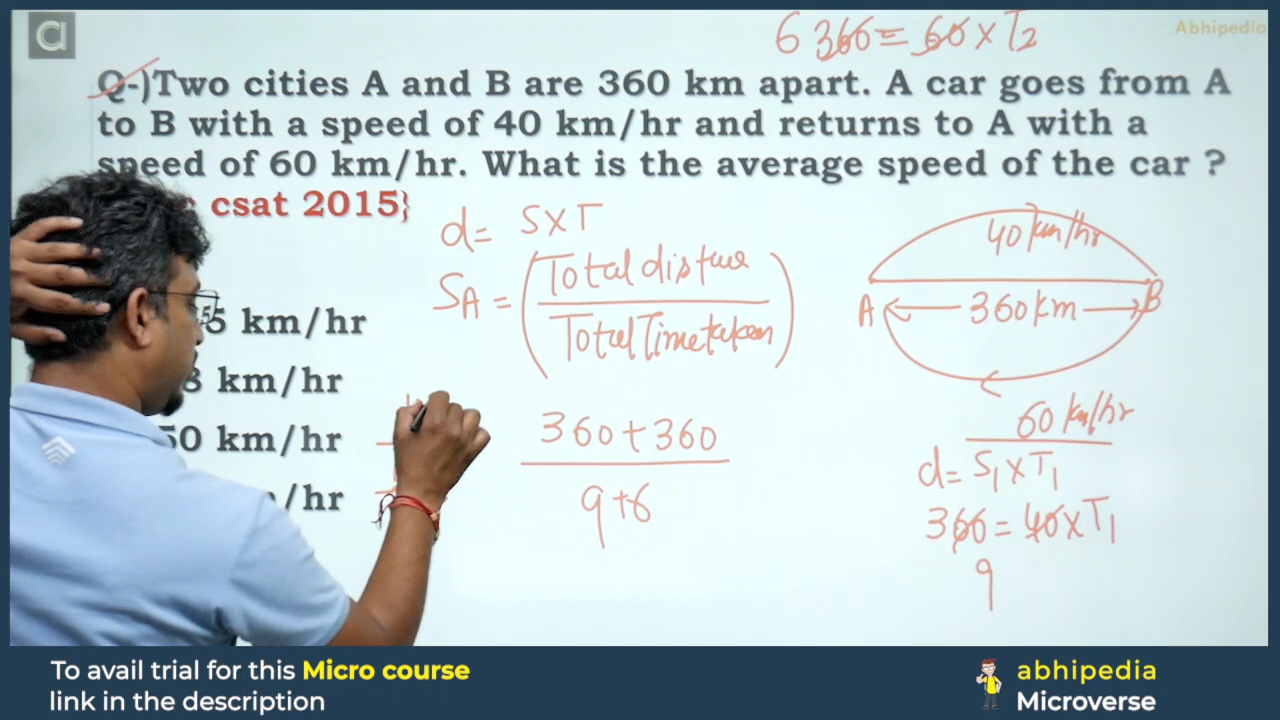 6 360 = 60 x T2
Abhipedia
Q-)Two cities A and B are 360 km apart. A car goes from A
to B with a speed of 40 km/hr and returns to A with a
speed of 60 km/hr. What is the average speed of the car ?
csat 2015}
d = S x T
SA = (Total distance
Total Time taken)
40 km/hr
A 360 km B
60 km/hr
5 km/hr
8 km/hr
50 km/hr
/hr
360 + 360
9 + 6
d = S1 x T1
360 = 40 x T1
9
To avail trial for this Micro course
link in the description
abhipedia
Microverse